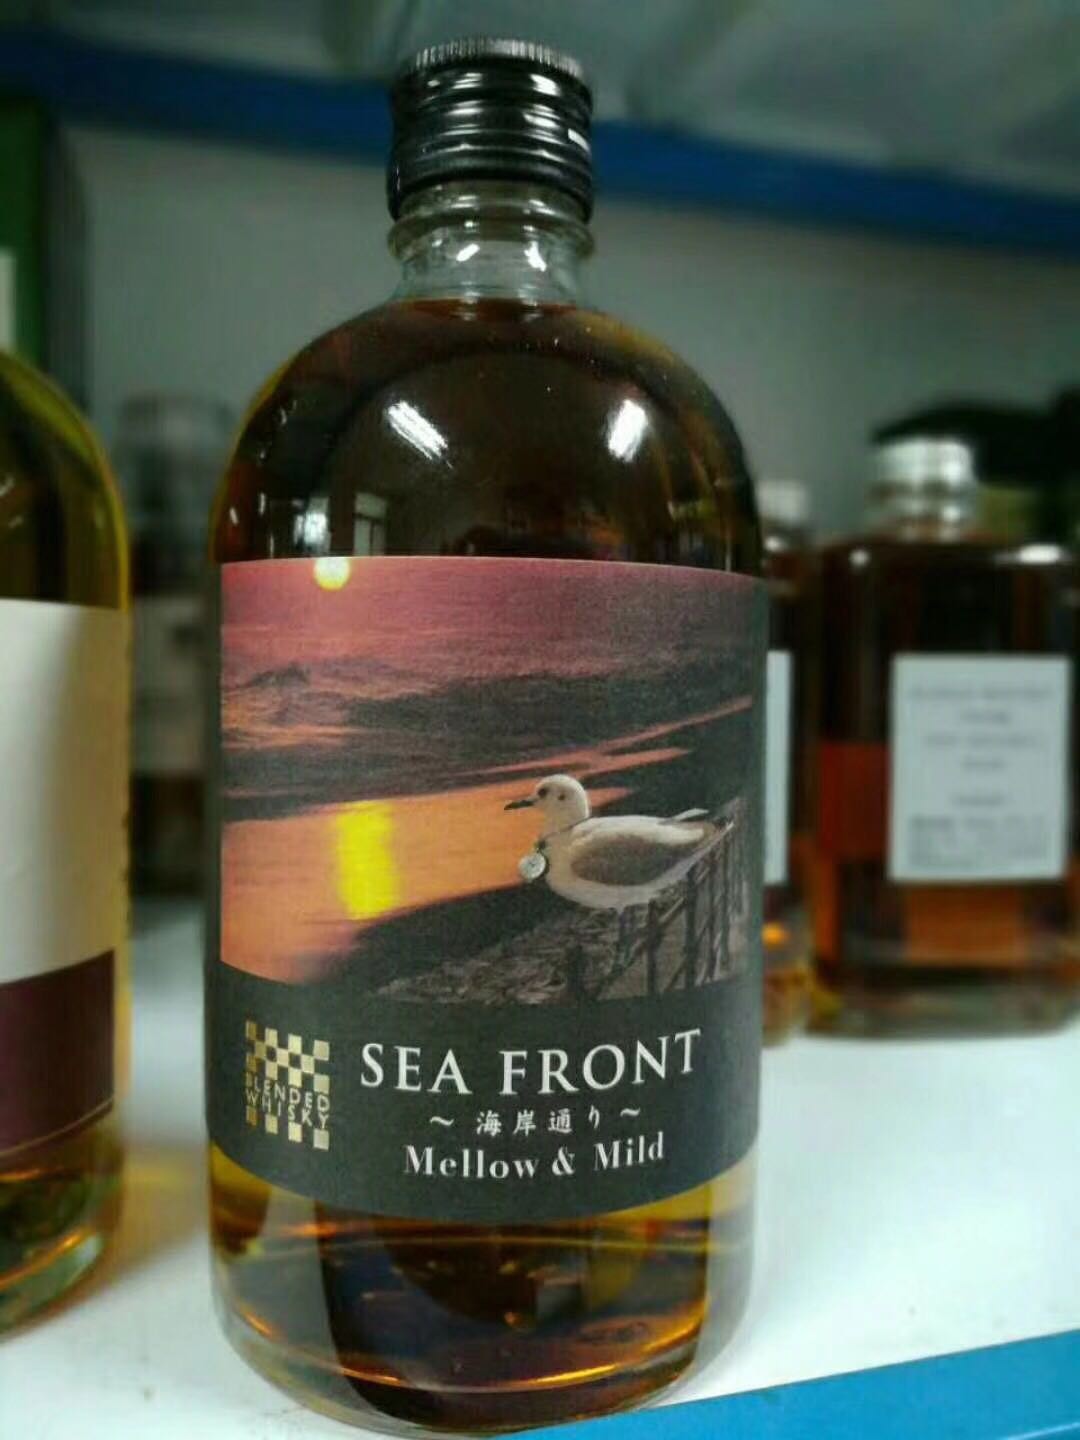 BLENDED
WHISKY
SEA FRONT
～海岸通り～
Mellow & Mild